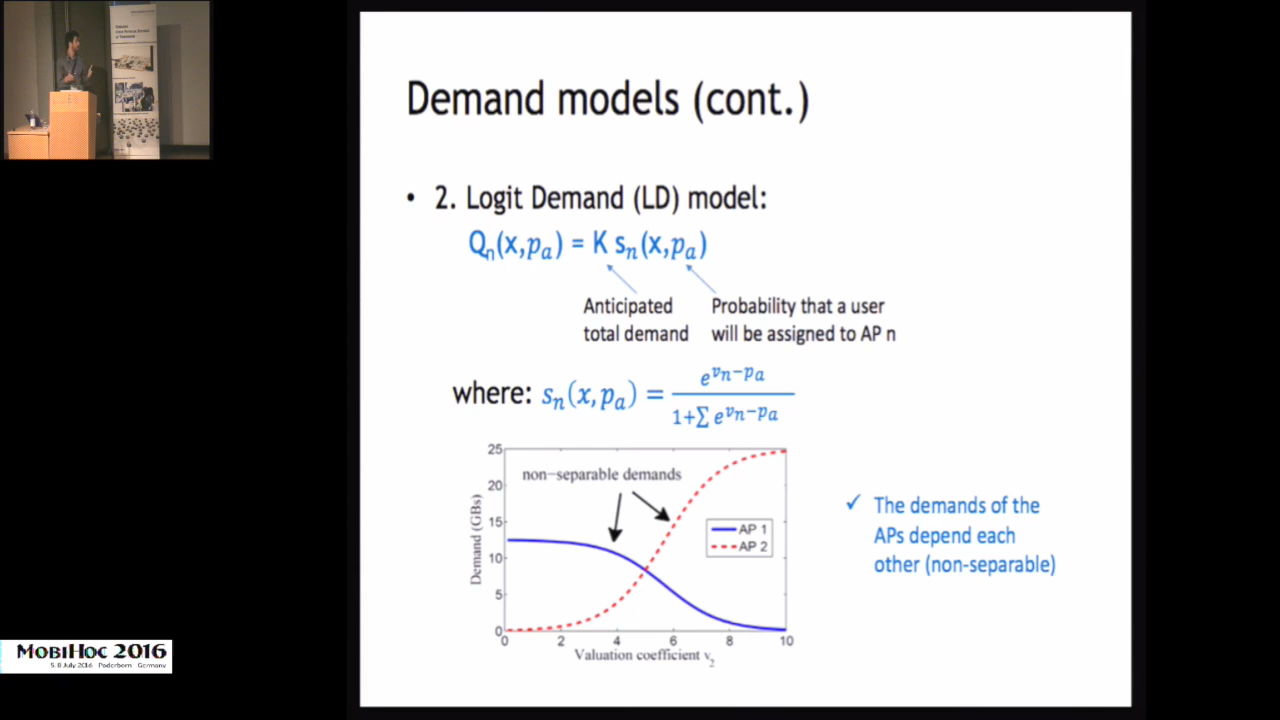 Demand models (cont.)
• 2. Logit Demand (LD) model:
Qn(x,pa) = K sn(x,pa)
Anticipated
total demand
Probability that a user
will be assigned to AP n
where: sn(x,pa) = e^vn−pa / 1+∑ e^vn−pa
25
20
15
10
5
0
0 2 4 6 8 10
Demand (GBs)
non−separable demands
AP 1
AP 2
Valuation coefficient v2
✓ The demands of the
APs depend each
other (non-separable)
MobiHoc 2016
5-8 July 2016 Paderborn Germany